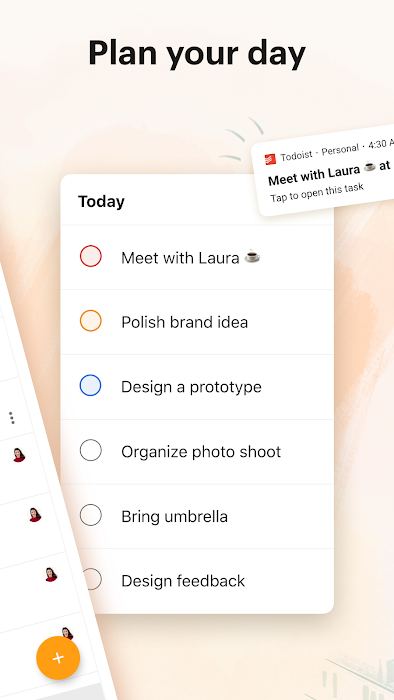 Plan your day
Todoist · Personal · 4:30 A
Meet with Laura ☕ at
Tap to open this task
Today
Meet with Laura ☕
Polish brand idea
Design a prototype
Organize photo shoot
Bring umbrella
Design feedback